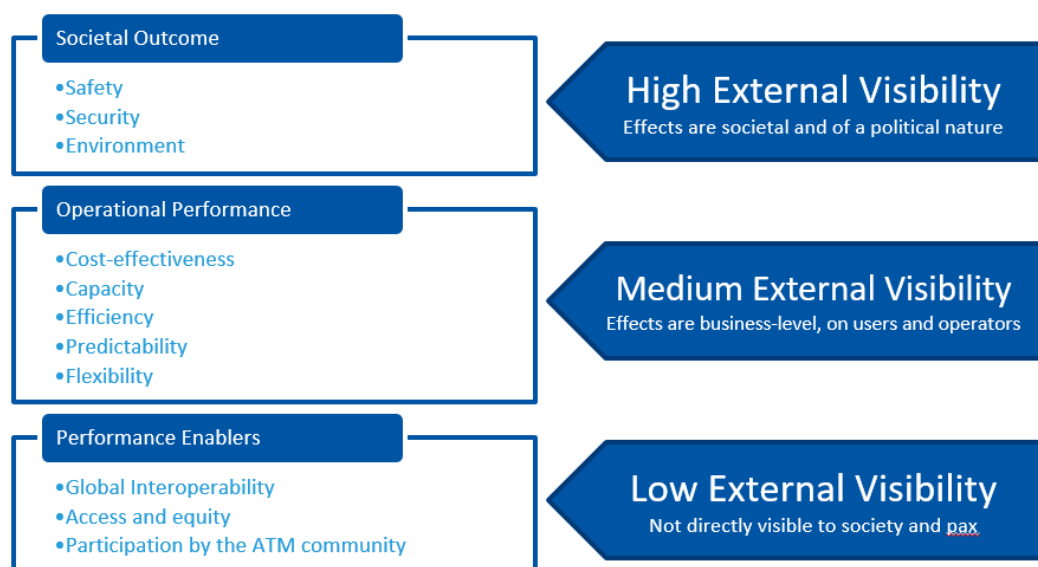 Societal Outcome
•Safety
•Security
•Environment
High External Visibility
Effects are societal and of a political nature
Operational Performance
•Cost-effectiveness
•Capacity
•Efficiency
•Predictability
•Flexibility
Medium External Visibility
Effects are business-level, on users and operators
Performance Enablers
•Global Interoperability
•Access and equity
•Participation by the ATM community
Low External Visibility
Not directly visible to society and pax